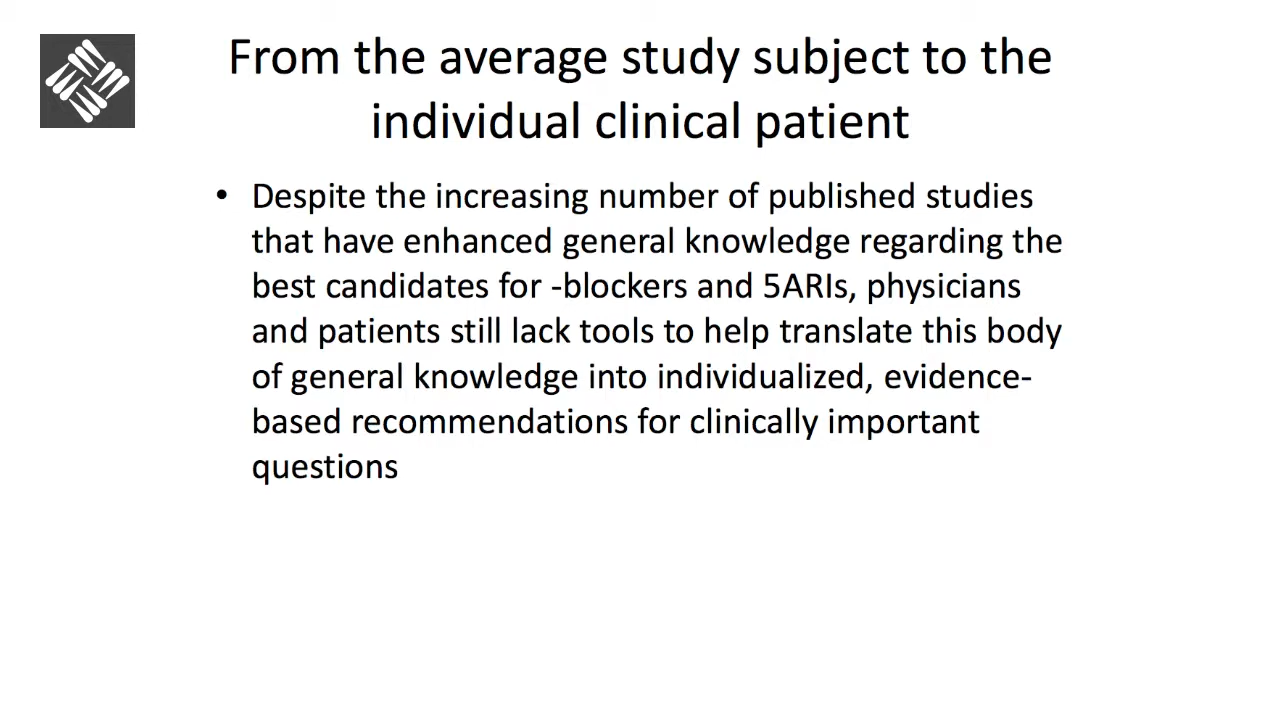 From the average study subject to the
individual clinical patient
• Despite the increasing number of published studies
that have enhanced general knowledge regarding the
best candidates for -blockers and 5ARIs, physicians
and patients still lack tools to help translate this body
of general knowledge into individualized, evidence-
based recommendations for clinically important
questions